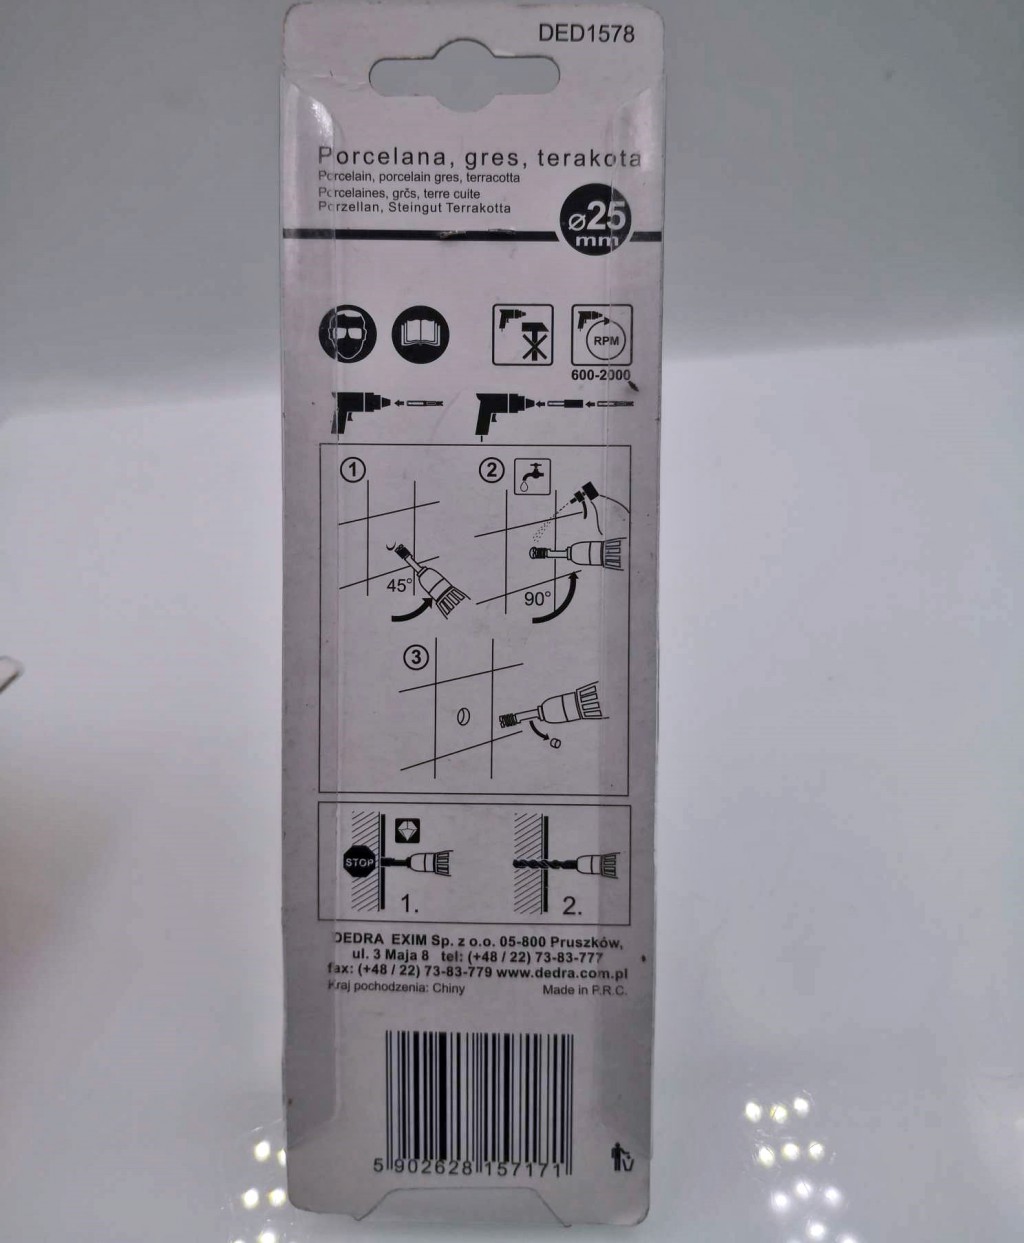 DED1578
Porcelana, gres, terakota
Porcelain, porcelain gres, terracotta
Porcelaines, grčs, terre cuite
Porzellan, Steingut Terrakotta
ø25
mm
RPM
600-2000
1
2
45°
90°
3
STOP
1.
2.
DEDRA EXIM Sp. z o.o. 05-800 Pruszków,
ul. 3 Maja 8 tel: (+48 / 22) 73-83-777
fax: (+48 / 22) 73-83-779 www.dedra.com.pl
Kraj pochodzenia: Chiny Made in P.R.C.
5 902628 157171